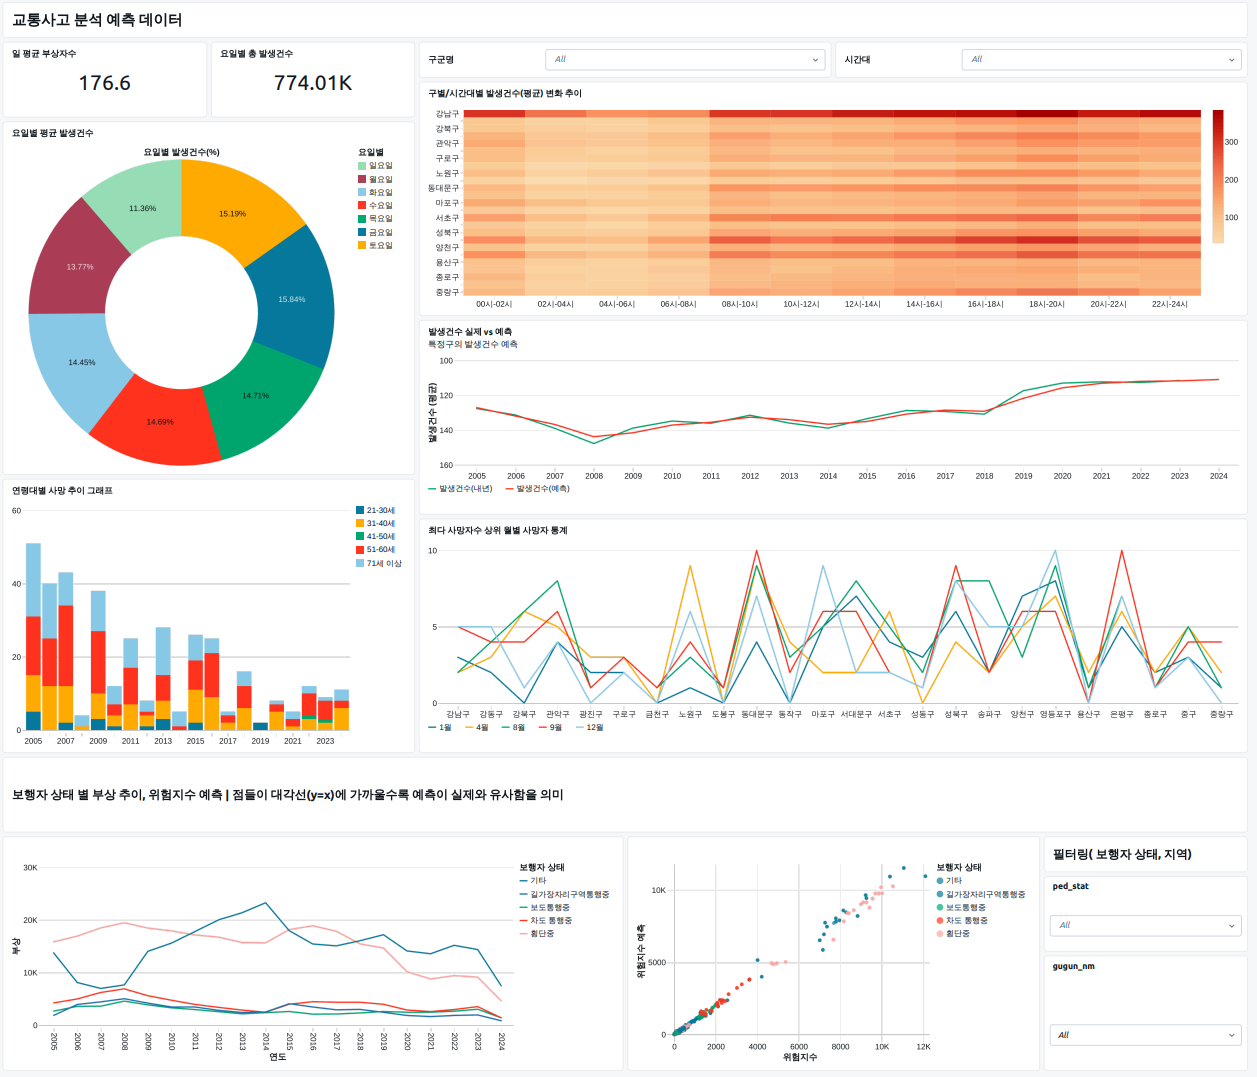 교통사고 분석 예측 데이터
일 평균 부상자수
176.6
요일별 총 발생건수
774.01K
구군명
All
시간대
All
요일별 평균 발생건수
요일별 발생건수(%)
요일별
일요일
월요일
화요일
수요일
목요일
금요일
토요일
11.36%
15.19%
13.77%
15.84%
14.45%
14.71%
14.69%
구별/시간대별 발생건수(평균) 변화 추이
강남구
강북구
관악구
구로구
노원구
동대문구
마포구
서초구
성북구
양천구
용산구
종로구
중랑구
00시-02시 02시-04시 04시-06시 06시-08시 08시-10시 10시-12시 12시-14시 14시-16시 16시-18시 18시-20시 20시-22시 22시-24시
300
200
100
발생건수 실제 vs 예측
특정구의 발생건수 예측
발생건수 (평균)
100
120
140
160
2005 2006 2007 2008 2009 2010 2011 2012 2013 2014 2015 2016 2017 2018 2019 2020 2021 2022 2023 2024
발생건수(내년) 발생건수(예측)
연령대별 사망 추이 그래프
60
40
20
0
2005 2007 2009 2011 2013 2015 2017 2019 2021 2023
21-30세
31-40세
41-50세
51-60세
71세 이상
최다 사망자수 상위 월별 사망자 통계
10
5
0
강남구 강동구 강북구 관악구 광진구 구로구 금천구 노원구 도봉구 동대문구 동작구 마포구 서대문구 서초구 성동구 성북구 송파구 양천구 영등포구 용산구 은평구 종로구 중구 중랑구
1월 4월 8월 9월 12월
보행자 상태 별 부상 추이, 위험지수 예측 | 점들이 대각선(y=x)에 가까울수록 예측이 실제와 유사함을 의미
부상
30K
20K
10K
0
2005 2006 2007 2008 2009 2010 2011 2012 2013 2014 2015 2016 2017 2018 2019 2020 2021 2022 2023 2024
연도
보행자 상태
기타
길가장자리구역통행중
보도통행중
차도 통행중
횡단중
위험지수 예측
10K
5000
0
0 2000 4000 6000 8000 10K 12K
위험지수
보행자 상태
기타
길가장자리구역통행중
보도통행중
차도 통행중
횡단중
필터링( 보행자 상태, 지역)
ped_stat
All
gugun_nm
All